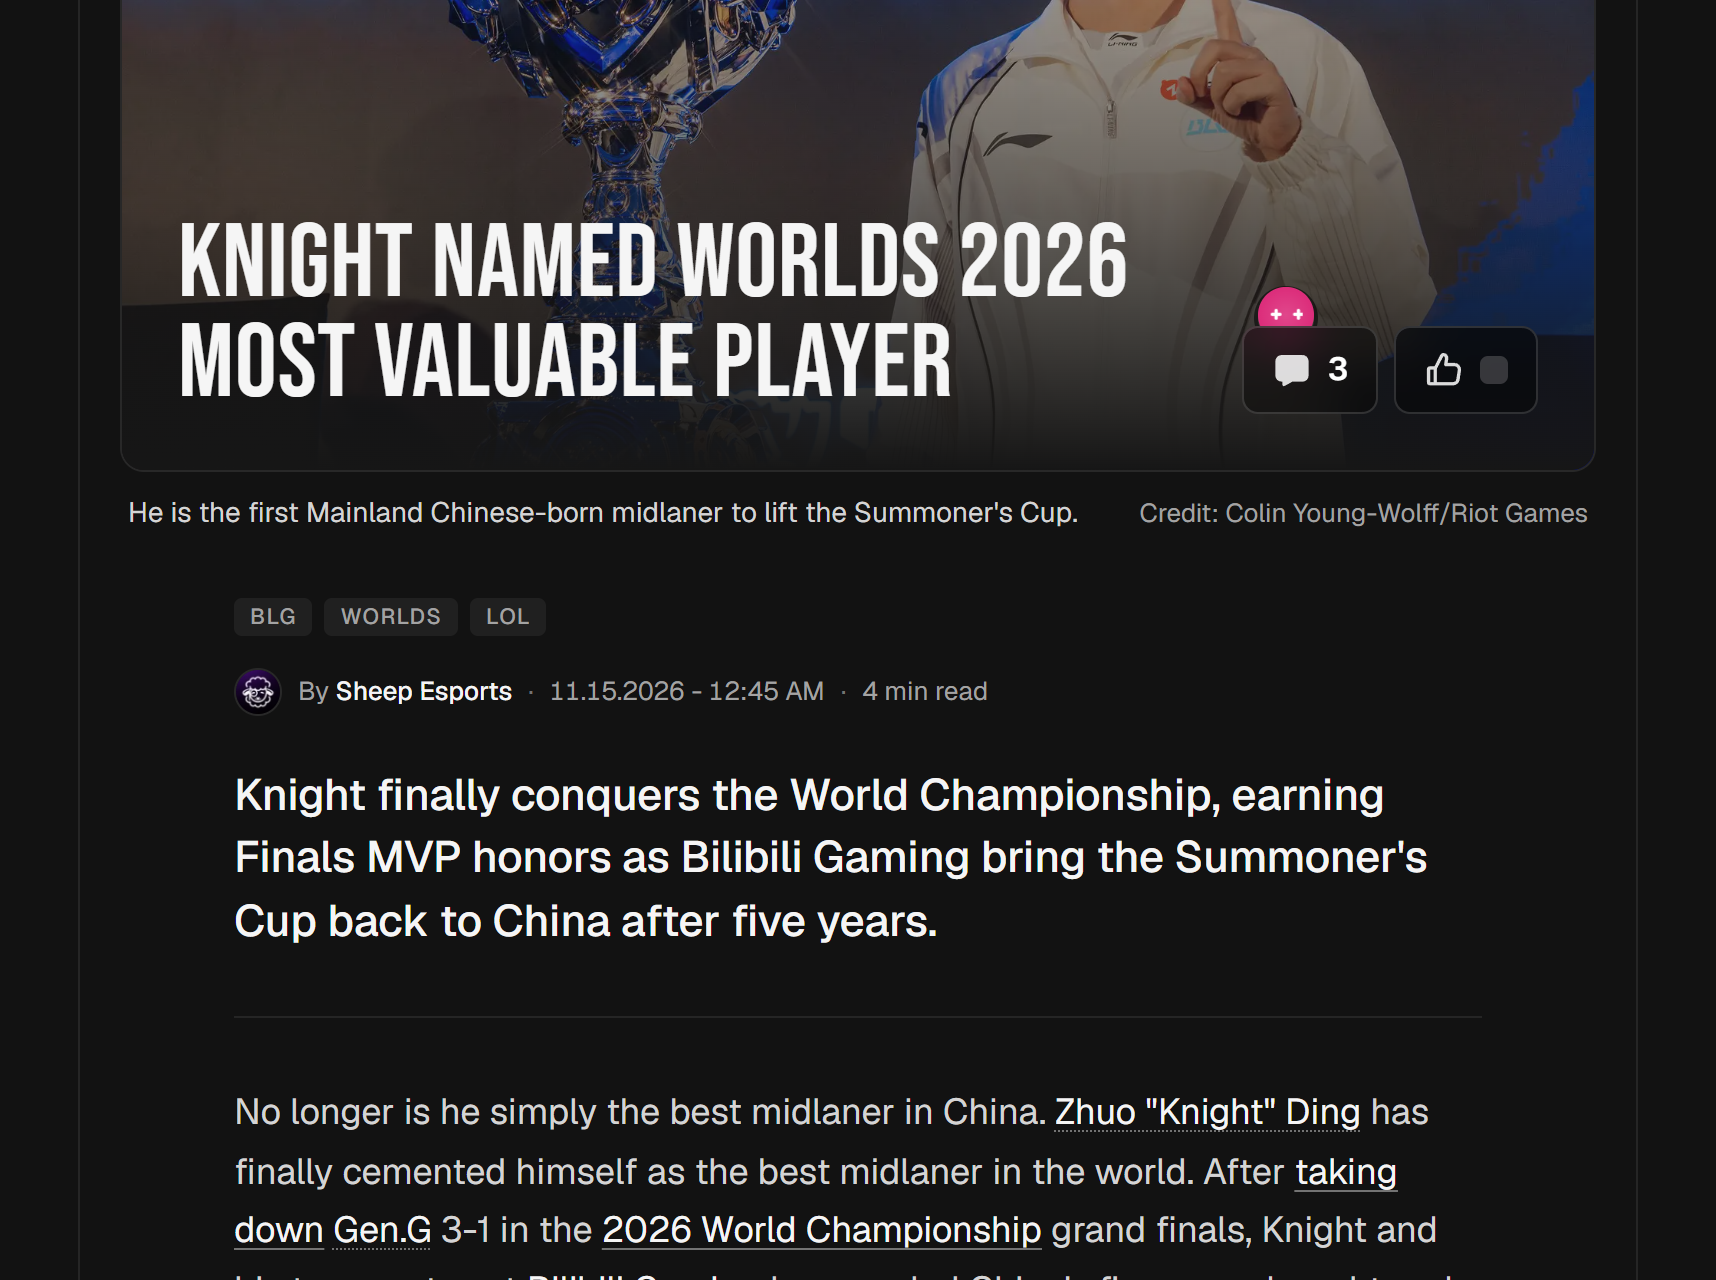 LI-NING
KNIGHT NAMED WORLDS 2026
MOST VALUABLE PLAYER
3
He is the first Mainland Chinese-born midlaner to lift the Summoner's Cup.
Credit: Colin Young-Wolff/Riot Games
BLG WORLDS LOL
By Sheep Esports · 11.15.2026 - 12:45 AM · 4 min read
Knight finally conquers the World Championship, earning
Finals MVP honors as Bilibili Gaming bring the Summoner's
Cup back to China after five years.
No longer is he simply the best midlaner in China. Zhuo "Knight" Ding has
finally cemented himself as the best midlaner in the world. After taking
down Gen.G 3-1 in the 2026 World Championship grand finals, Knight and